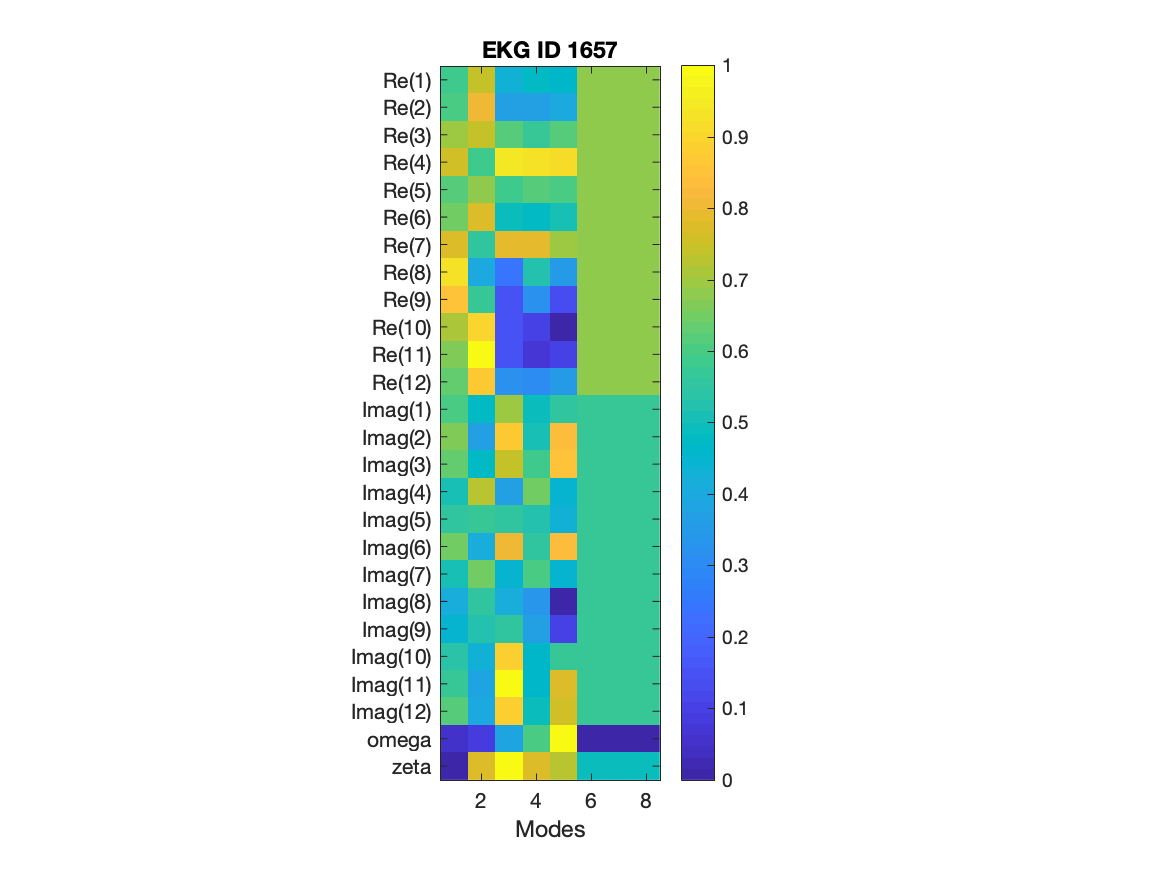 EKG ID 1657
Re(1)
Re(2)
Re(3)
Re(4)
Re(5)
Re(6)
Re(7)
Re(8)
Re(9)
Re(10)
Re(11)
Re(12)
Imag(1)
Imag(2)
Imag(3)
Imag(4)
Imag(5)
Imag(6)
Imag(7)
Imag(8)
Imag(9)
Imag(10)
Imag(11)
Imag(12)
omega
zeta
2 4 6 8
Modes
1
0.9
0.8
0.7
0.6
0.5
0.4
0.3
0.2
0.1
0